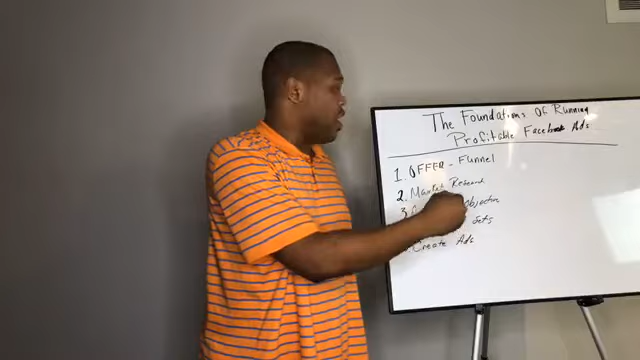 The Foundations Of Running
Profitable Facebook Ads
1. OFFER - Funnel
2. Market Research
3. Objective
Sets
Create Ads